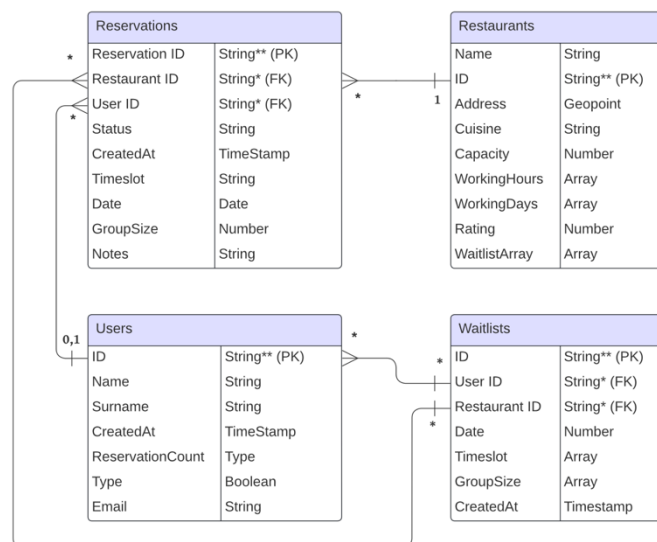 Reservations
Reservation ID String** (PK)
Restaurant ID String* (FK)
User ID String* (FK)
Status String
CreatedAt TimeStamp
Timeslot String
Date Date
GroupSize Number
Notes String
*
*
*
1
Restaurants
Name String
ID String** (PK)
Address Geopoint
Cuisine String
Capacity Number
WorkingHours Array
WorkingDays Array
Rating Number
WaitlistArray Array
0,1
Users
ID String** (PK)
Name String
Surname String
CreatedAt TimeStamp
ReservationCount Type
Type Boolean
Email String
*
*
*
Waitlists
ID String** (PK)
User ID String* (FK)
Restaurant ID String* (FK)
Date Number
Timeslot Array
GroupSize Array
CreatedAt Timestamp